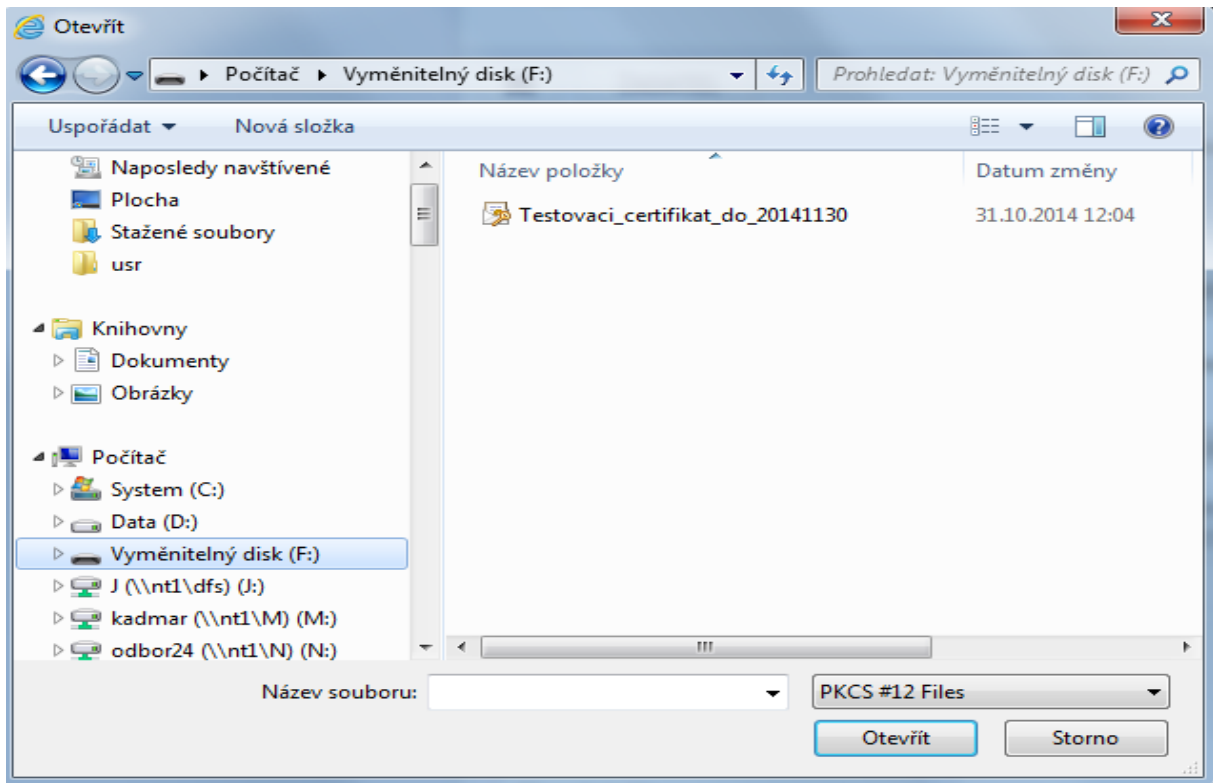 Otevřít
Počítač Vyměnitelný disk (F:)
Prohledat: Vyměnitelný disk (F:)
Uspořádat
Nová složka
Naposledy navštívené
Plocha
Stažené soubory
usr
Knihovny
Dokumenty
Obrázky
Počítač
System (C:)
Data (D:)
Vyměnitelný disk (F:)
J (\\nt1\dfs) (J:)
kadmar (\\nt1\M) (M:)
odbor24 (\\nt1\N) (N:)
Název položky Datum změny
Testovaci_certifikat_do_20141130 31.10.2014 12:04
Název souboru:
PKCS #12 Files
Otevřít
Storno